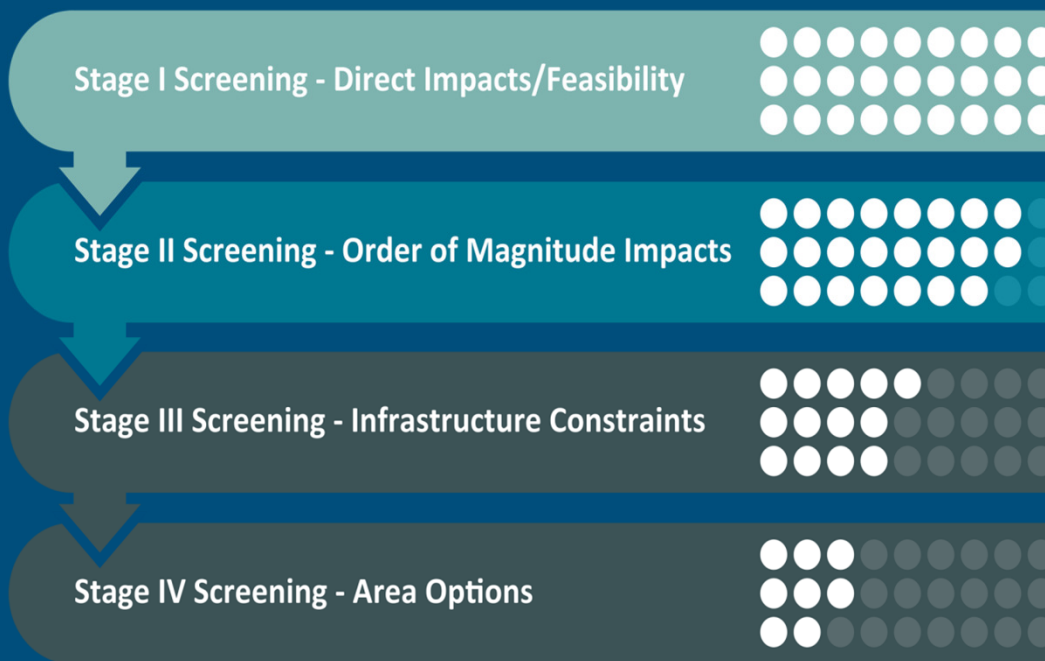 Stage I Screening - Direct Impacts/Feasibility
Stage II Screening - Order of Magnitude Impacts
Stage III Screening - Infrastructure Constraints
Stage IV Screening - Area Options